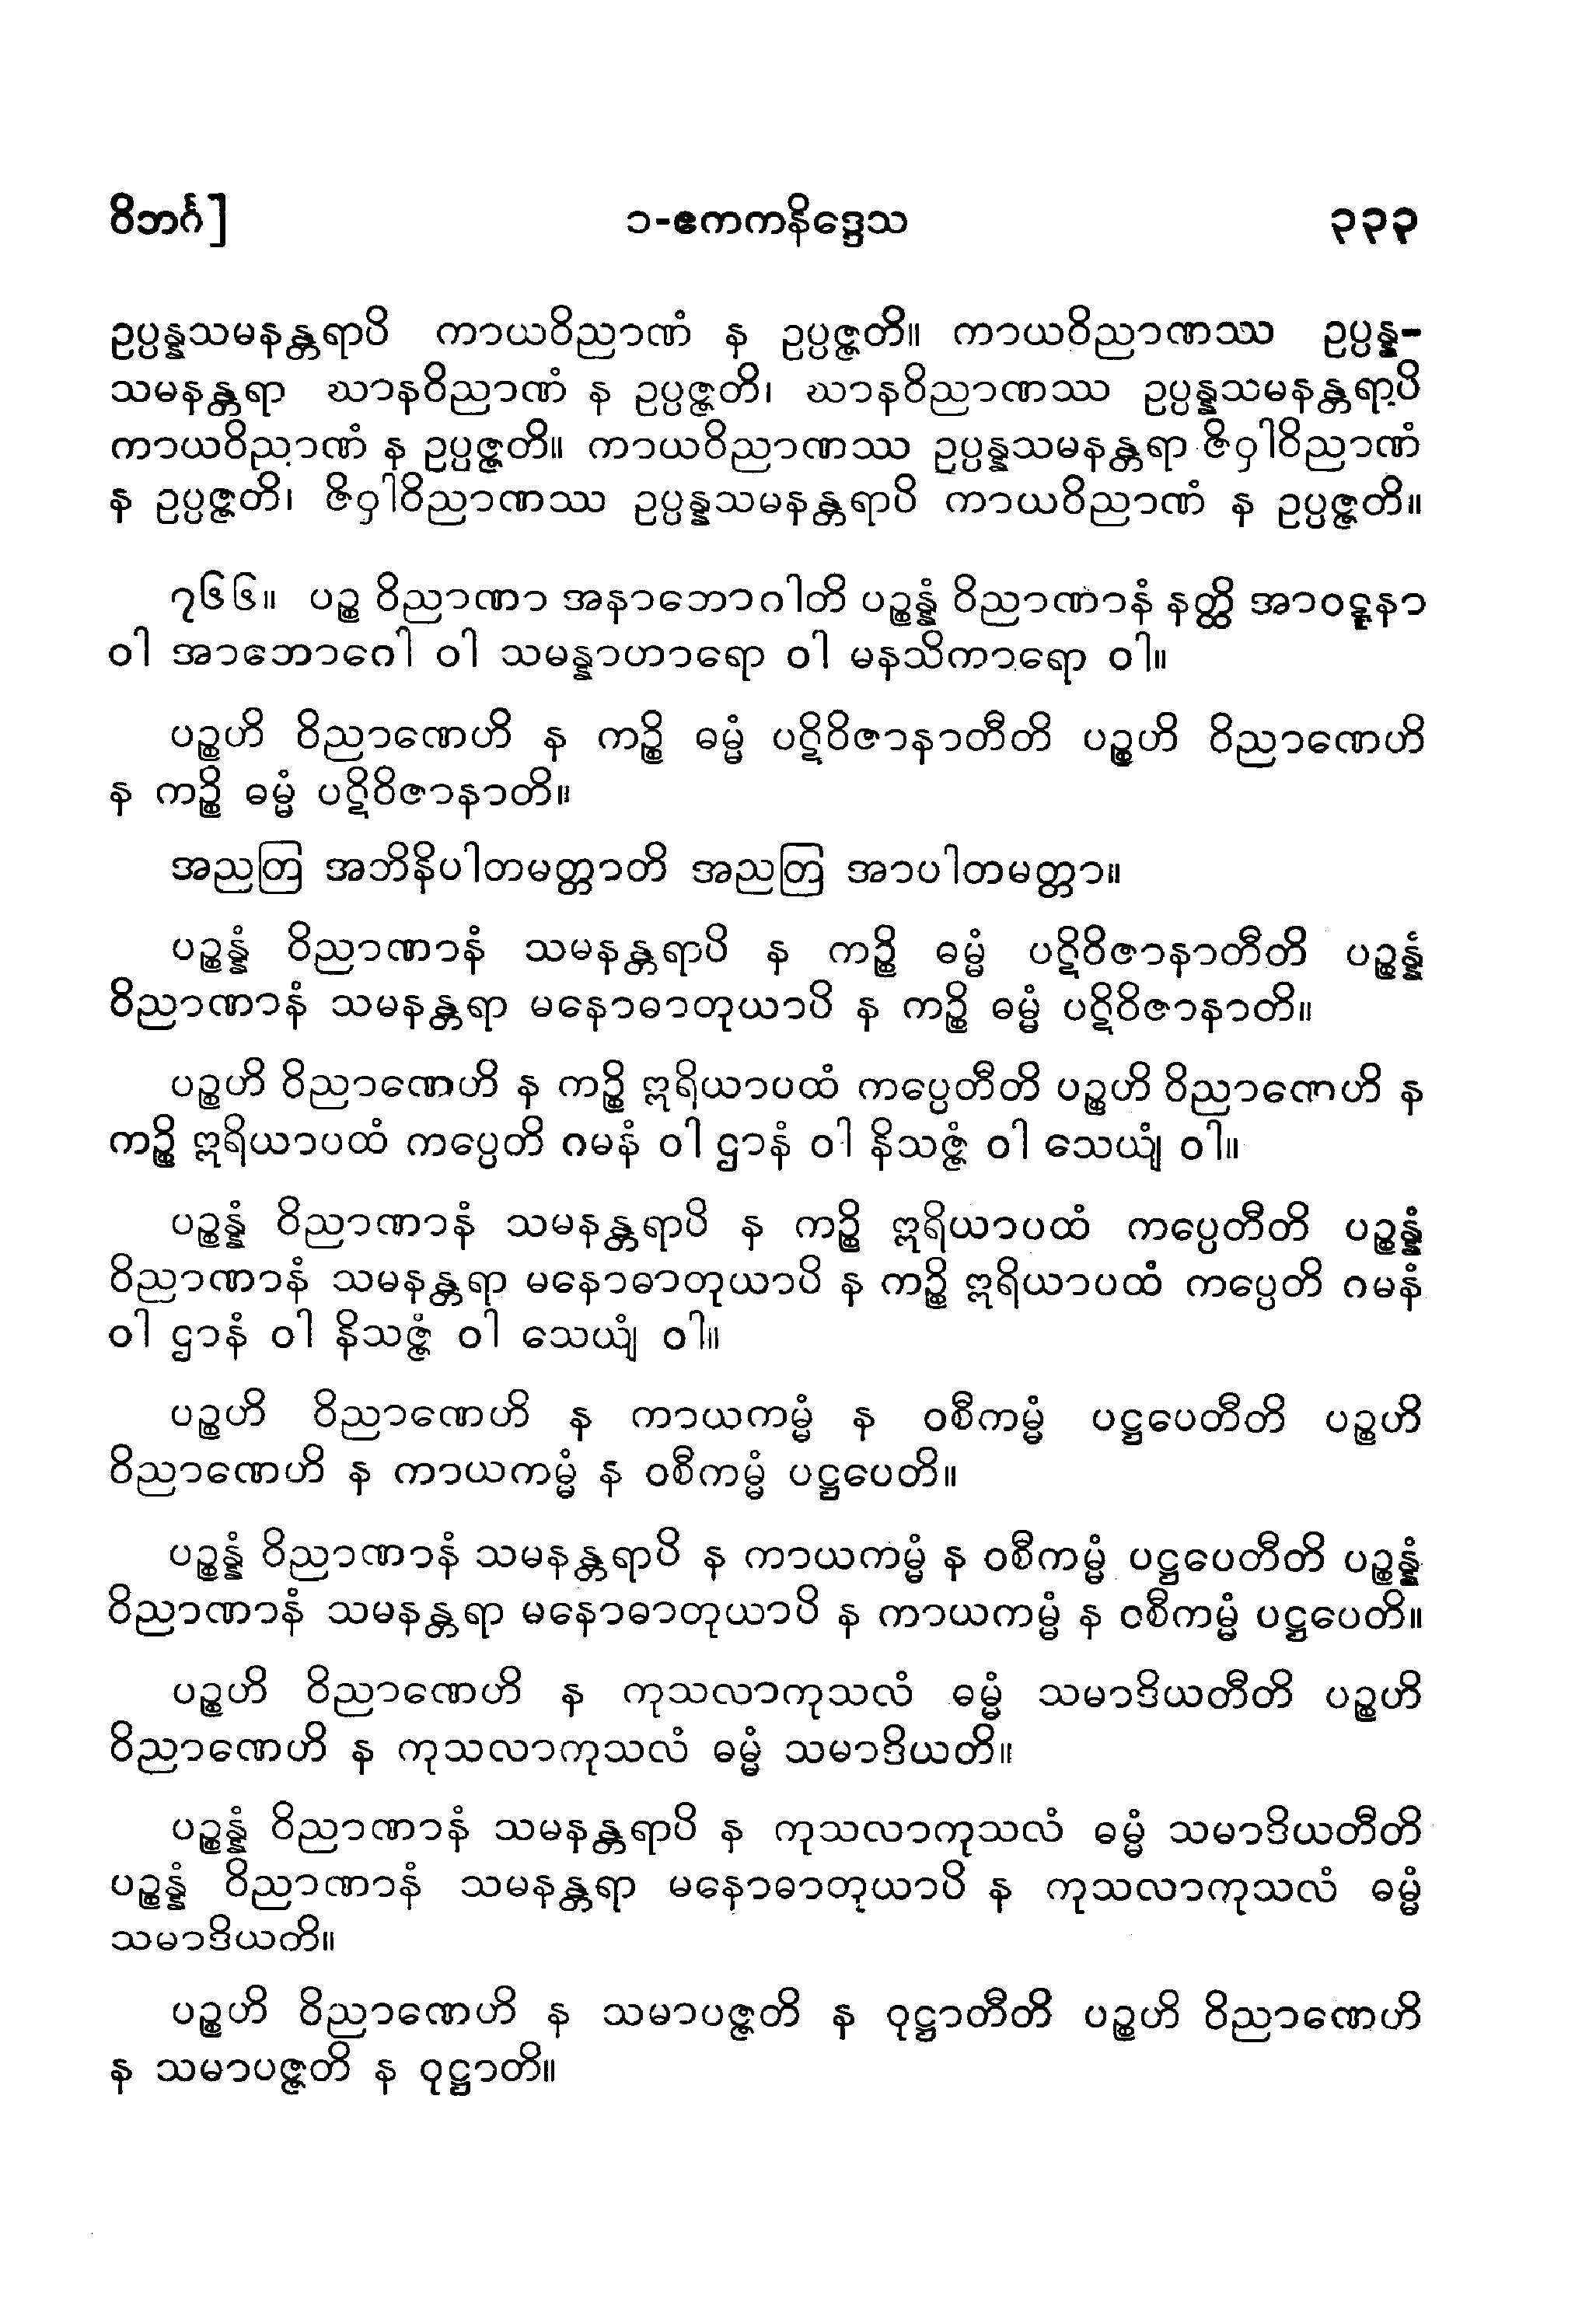 ဝိဘင်္ဂ] ၁-ဧကကနိဒ္ဒေသ ၃၃၃
ဥပ္ပန္နသမနန္တရာပိ ကာယဝိညာဏံ န ဥပ္ပဇ္ဇတိ။ ကာယဝိညာဏဿ ဥပ္ပန္န-
သမနန္တရာ ဃာနဝိညာဏံ န ဥပ္ပဇ္ဇတိ၊ ဃာနဝိညာဏဿ ဥပ္ပန္နသမနန္တရာပိ
ကာယဝိညာဏံ န ဥပ္ပဇ္ဇတိ။ ကာယဝိညာဏဿ ဥပ္ပန္နသမနန္တရာ ဇိဝှါဝိညာဏံ
န ဥပ္ပဇ္ဇတိ၊ ဇိဝှါဝိညာဏဿ ဥပ္ပန္နသမနန္တရာပိ ကာယဝိညာဏံ န ဥပ္ပဇ္ဇတိ။
၇၆၆။ ပဉ္စ ဝိညာဏာ အနာဘောဂါတိ ပဉ္စန္နံ ဝိညာဏာနံ နတ္ထိ အာဝဋ္ဋနာ
ဝါ အာဘောဂေါ ဝါ သမန္နာဟာရော ဝါ မနသိကာရော ဝါ။
ပဉ္စဟိ ဝိညာဏေဟိ န ကဉ္စိ ဓမ္မံ ပဋိဝိဇာနာတီတိ ပဉ္စဟိ ဝိညာဏေဟိ
န ကဉ္စိ ဓမ္မံ ပဋိဝိဇာနာတိ။
အညတြ အဘိနိပါတမတ္တာတိ အညတြ အာပါတမတ္တာ။
ပဉ္စန္နံ ဝိညာဏာနံ သမနန္တရာပိ န ကဉ္စိ ဓမ္မံ ပဋိဝိဇာနာတီတိ ပဉ္စန္နံ
ဝိညာဏာနံ သမနန္တရာ မနောဓာတုယာပိ န ကဉ္စိ ဓမ္မံ ပဋိဝိဇာနာတိ။
ပဉ္စဟိ ဝိညာဏေဟိ န ကဉ္စိ ဣရိယာပထံ ကပ္ပေတီတိ ပဉ္စဟိ ဝိညာဏေဟိ န
ကဉ္စိ ဣရိယာပထံ ကပ္ပေတိ ဂမနံ ဝါ ဌာနံ ဝါ နိသဇ္ဇံ ဝါ သေယျံ ဝါ။
ပဉ္စန္နံ ဝိညာဏာနံ သမနန္တရာပိ န ကဉ္စိ ဣရိယာပထံ ကပ္ပေတီတိ ပဉ္စန္နံ
ဝိညာဏာနံ သမနန္တရာ မနောဓာတုယာပိ န ကဉ္စိ ဣရိယာပထံ ကပ္ပေတိ ဂမနံ
ဝါ ဌာနံ ဝါ နိသဇ္ဇံ ဝါ သေယျံ ဝါ။
ပဉ္စဟိ ဝိညာဏေဟိ န ကာယကမ္မံ န ဝစီကမ္မံ ပဋ္ဌပေတီတိ ပဉ္စဟိ
ဝိညာဏေဟိ န ကာယကမ္မံ န ဝစီကမ္မံ ပဋ္ဌပေတိ။
ပဉ္စန္နံ ဝိညာဏာနံ သမနန္တရာပိ န ကာယကမ္မံ န ဝစီကမ္မံ ပဋ္ဌပေတီတိ ပဉ္စန္နံ
ဝိညာဏာနံ သမနန္တရာ မနောဓာတုယာပိ န ကာယကမ္မံ န ဝစီကမ္မံ ပဋ္ဌပေတိ။
ပဉ္စဟိ ဝိညာဏေဟိ န ကုသလာကုသလံ ဓမ္မံ သမာဒိယတီတိ ပဉ္စဟိ
ဝိညာဏေဟိ န ကုသလာကုသလံ ဓမ္မံ သမာဒိယတိ။
ပဉ္စန္နံ ဝိညာဏာနံ သမနန္တရာပိ န ကုသလာကုသလံ ဓမ္မံ သမာဒိယတီတိ
ပဉ္စန္နံ ဝိညာဏာနံ သမနန္တရာ မနောဓာတုယာပိ န ကုသလာကုသလံ ဓမ္မံ
သမာဒိယတိ။
ပဉ္စဟိ ဝိညာဏေဟိ န သမာပဇ္ဇတိ န ဝုဋ္ဌာတီတိ ပဉ္စဟိ ဝိညာဏေဟိ
န သမာပဇ္ဇတိ န ဝုဋ္ဌာတိ။